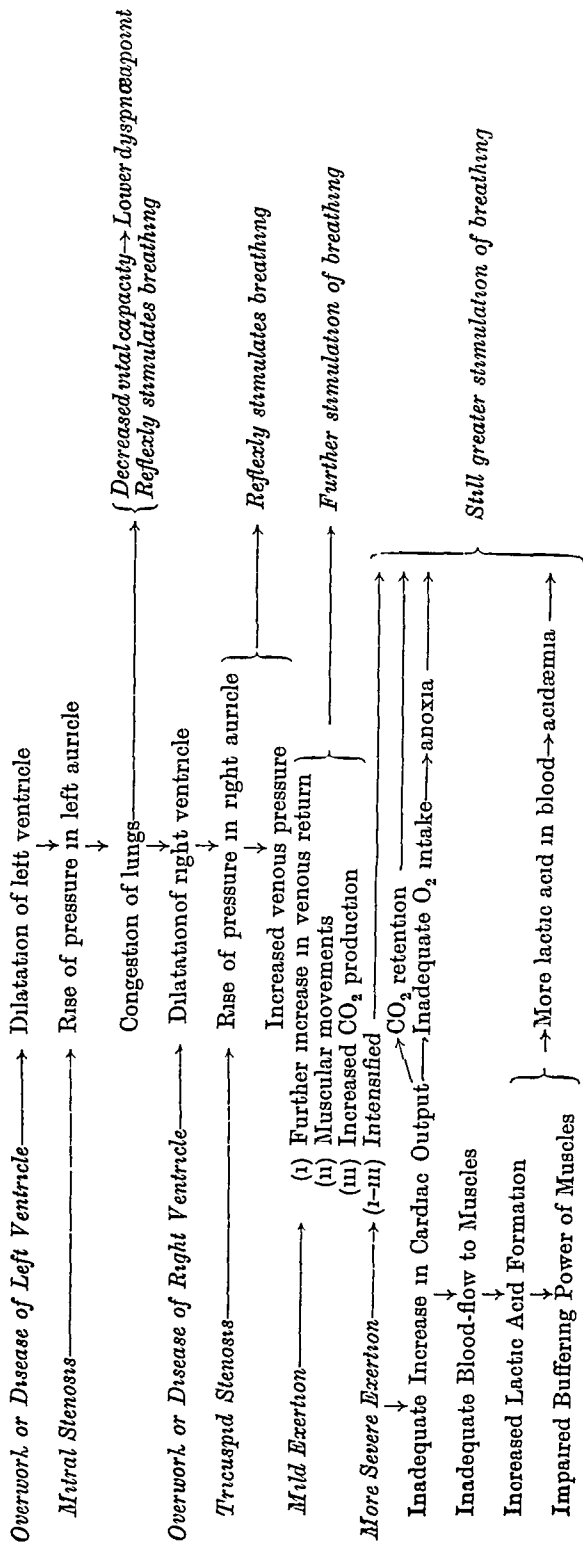 Overwork or Disease of Left Ventricle⟶ Dilatation of left ventricle
↓
Mitral Stenosis⟶ Rise of pressure in left auricle
↓
Congestion of lungs⟶ { Decreased vital capacity→Lower dyspnœapoint
Reflexly stimulates breathing
↓
Overwork or Disease of Right Ventricle⟶ Dilatation of right ventricle
↓
Tricuspid Stenosis⟶ Rise of pressure in right auricle
↓ } ⟶ Reflexly stimulates breathing
Increased venous pressure
Mild Exertion⟶ (i) Further increase in venous return
(ii) Muscular movements } ⟶ Further stimulation of breathing
(iii) Increased CO₂ production
More Severe Exertion⟶ (i–iii) Intensified⟶
↓ CO₂ retention⟶
Inadequate Increase in Cardiac Output⟶Inadequate O₂ intake⟶anoxia⟶ } Still greater stimulation of breathing
↓
Inadequate Blood-flow to Muscles
↓
Increased Lactic Acid Formation
↓ } →More lactic acid in blood→acidæmia⟶
Impaired Buffering Power of Muscles